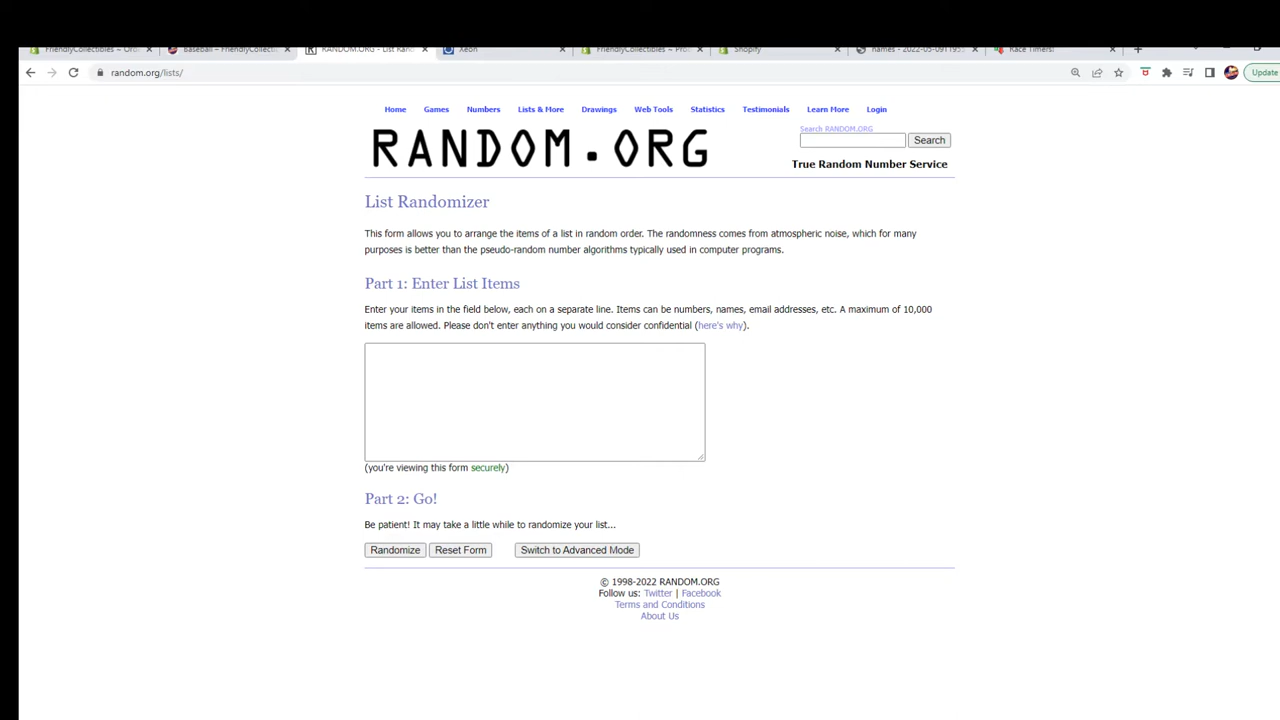 FriendlyCollectibles ~ Ord
Baseball – FriendlyCollecti
RANDOM.ORG - List Ran
Xeon
FriendlyCollectibles ~ Pro
Shopify
names - 2022-05-09T195
Race Timers!
random.org/lists/
Update
Home Games Numbers Lists & More Drawings Web Tools Statistics Testimonials Learn More Login
RANDOM.ORG
Search RANDOM.ORG
Search
True Random Number Service
List Randomizer
This form allows you to arrange the items of a list in random order. The randomness comes from atmospheric noise, which for many
purposes is better than the pseudo-random number algorithms typically used in computer programs.
Part 1: Enter List Items
Enter your items in the field below, each on a separate line. Items can be numbers, names, email addresses, etc. A maximum of 10,000
items are allowed. Please don't enter anything you would consider confidential (here's why).
(you're viewing this form securely)
Part 2: Go!
Be patient! It may take a little while to randomize your list...
Randomize Reset Form Switch to Advanced Mode
© 1998-2022 RANDOM.ORG
Follow us: Twitter | Facebook
Terms and Conditions
About Us